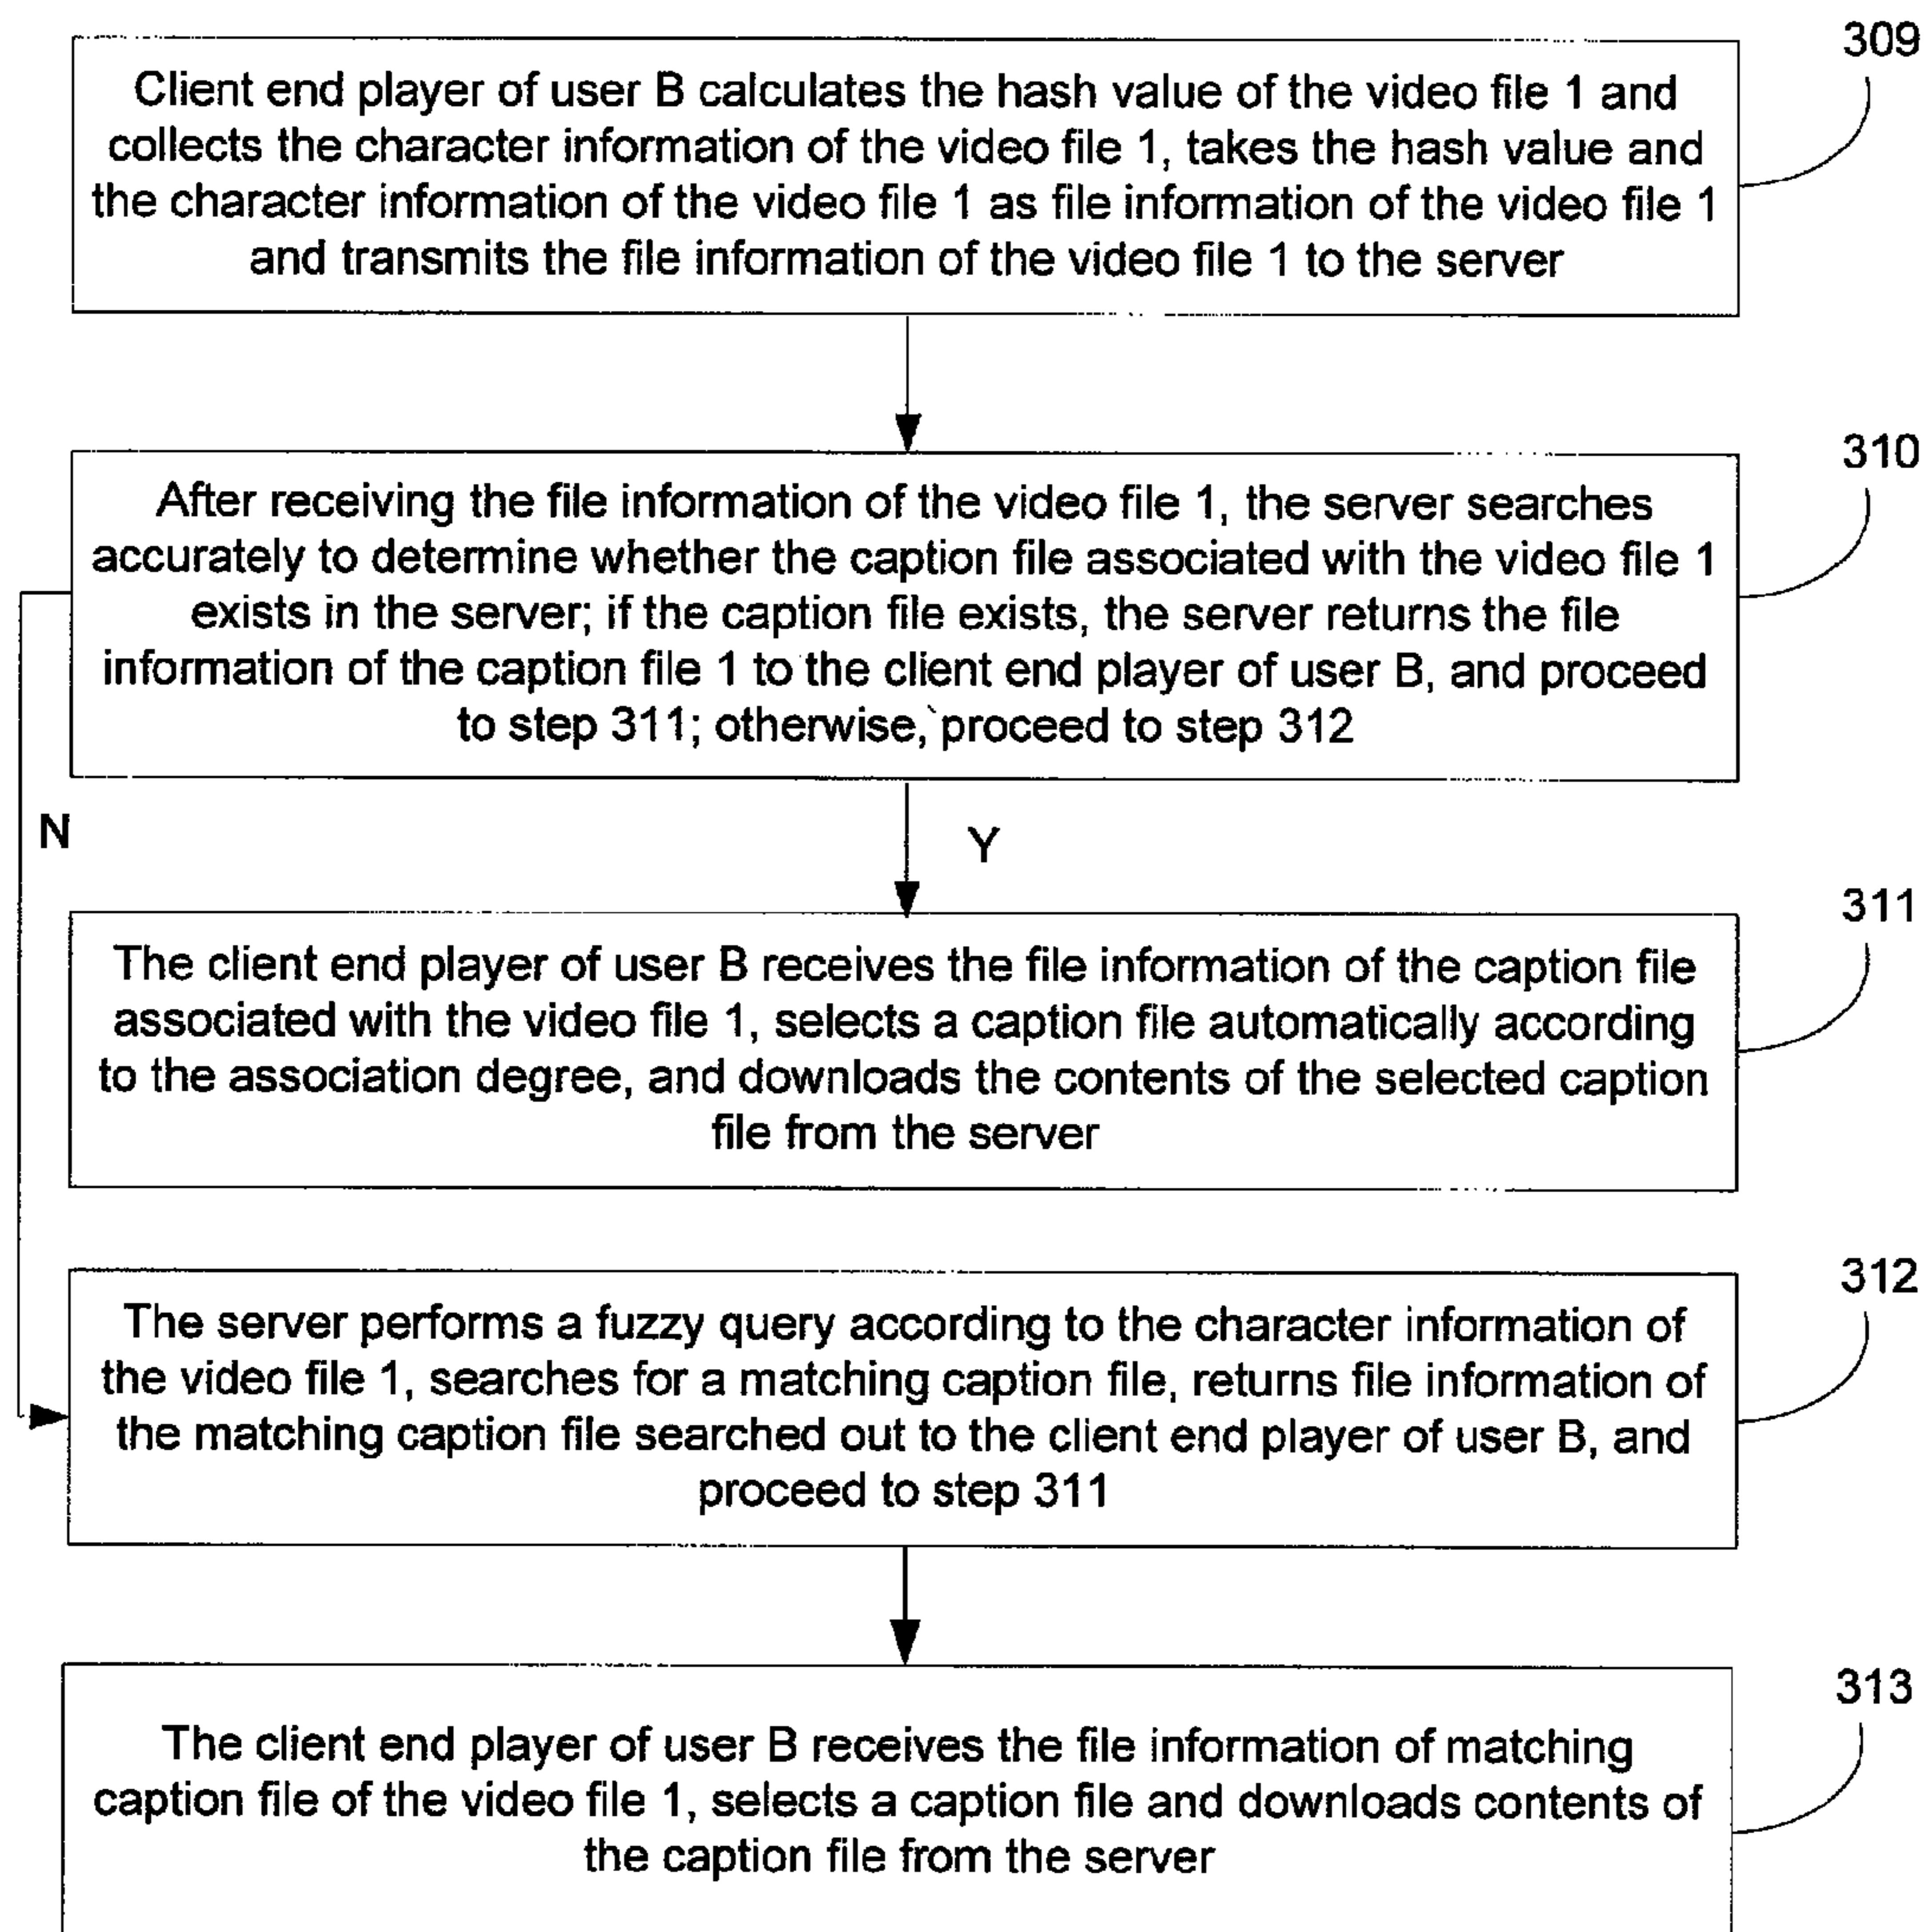 309
Client end player of user B calculates the hash value of the video file 1 and
collects the character information of the video file 1, takes the hash value and
the character information of the video file 1 as file information of the video file 1
and transmits the file information of the video file 1 to the server
310
After receiving the file information of the video file 1, the server searches
accurately to determine whether the caption file associated with the video file 1
exists in the server; if the caption file exists, the server returns the file
information of the caption file 1 to the client end player of user B, and proceed
to step 311; otherwise, proceed to step 312
N
Y
311
The client end player of user B receives the file information of the caption file
associated with the video file 1, selects a caption file automatically according
to the association degree, and downloads the contents of the selected caption
file from the server
312
The server performs a fuzzy query according to the character information of
the video file 1, searches for a matching caption file, returns file information of
the matching caption file searched out to the client end player of user B, and
proceed to step 311
313
The client end player of user B receives the file information of matching
caption file of the video file 1, selects a caption file and downloads contents of
the caption file from the server